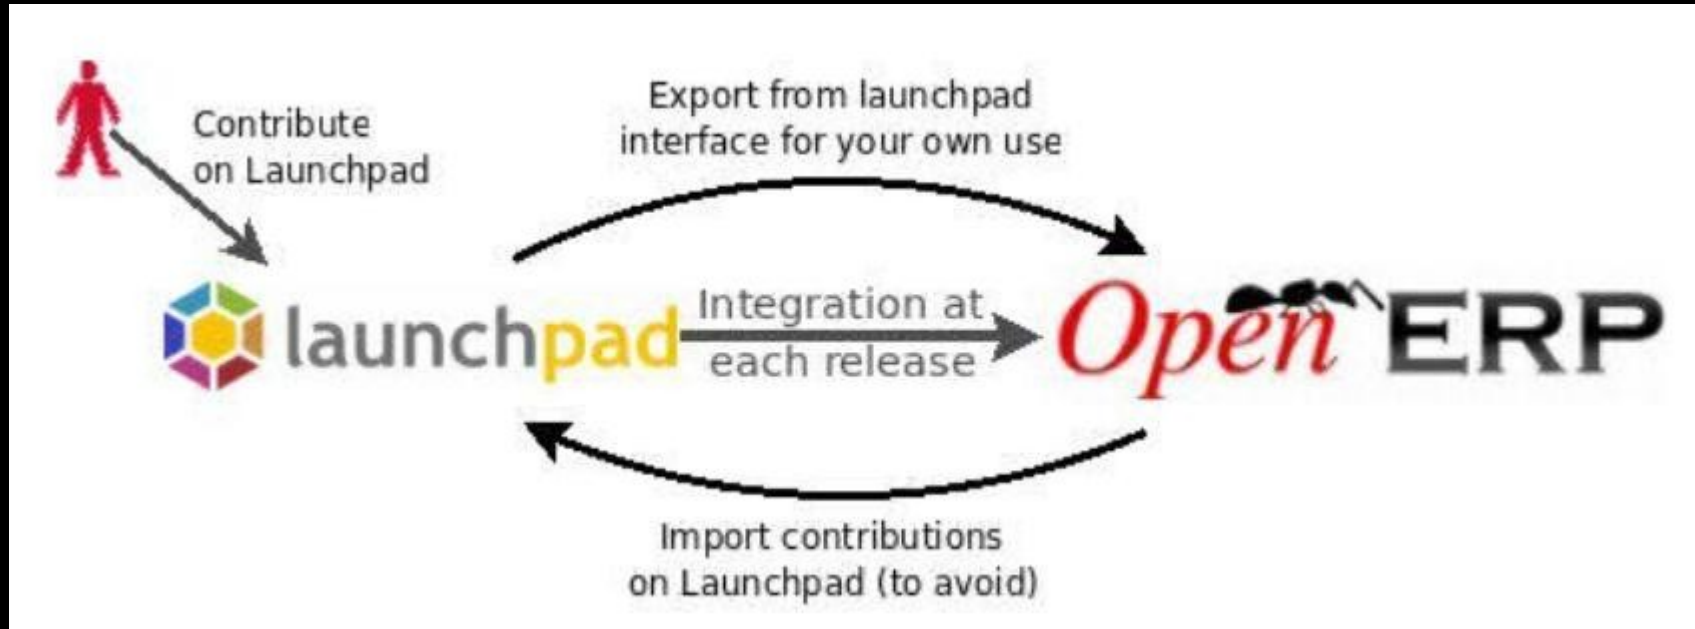 Contribute
on Launchpad
Export from launchpad
interface for your own use
launchpad
Integration at
each release
Open ERP
Import contributions
on Launchpad (to avoid)